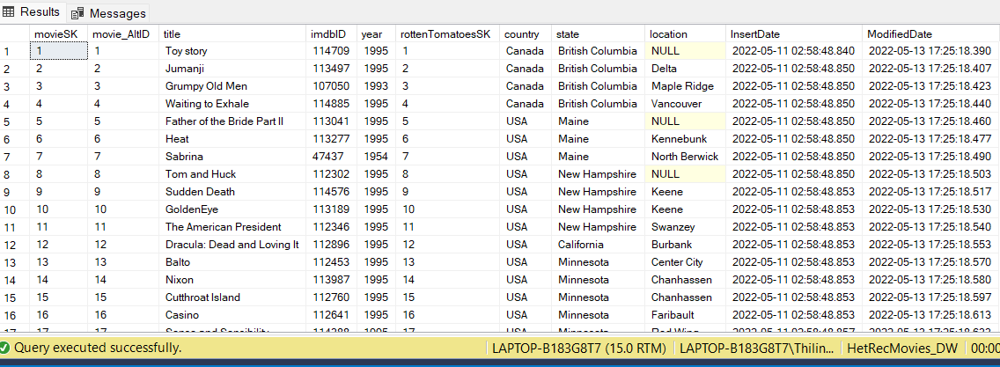 Results Messages
movieSK movie_AltID title imdbID year rottenTomatoesSK country state location InsertDate ModifiedDate
1 1 1 Toy story 114709 1995 1 Canada British Columbia NULL 2022-05-11 02:58:48.840 2022-05-13 17:25:18.390
2 2 2 Jumanji 113497 1995 2 Canada British Columbia Delta 2022-05-11 02:58:48.850 2022-05-13 17:25:18.407
3 3 3 Grumpy Old Men 107050 1993 3 Canada British Columbia Maple Ridge 2022-05-11 02:58:48.850 2022-05-13 17:25:18.423
4 4 4 Waiting to Exhale 114885 1995 4 Canada British Columbia Vancouver 2022-05-11 02:58:48.850 2022-05-13 17:25:18.440
5 5 5 Father of the Bride Part II 113041 1995 5 USA Maine NULL 2022-05-11 02:58:48.850 2022-05-13 17:25:18.460
6 6 6 Heat 113277 1995 6 USA Maine Kennebunk 2022-05-11 02:58:48.850 2022-05-13 17:25:18.477
7 7 7 Sabrina 47437 1954 7 USA Maine North Berwick 2022-05-11 02:58:48.850 2022-05-13 17:25:18.490
8 8 8 Tom and Huck 112302 1995 8 USA New Hampshire NULL 2022-05-11 02:58:48.850 2022-05-13 17:25:18.503
9 9 9 Sudden Death 114576 1995 9 USA New Hampshire Keene 2022-05-11 02:58:48.853 2022-05-13 17:25:18.517
10 10 10 GoldenEye 113189 1995 10 USA New Hampshire Keene 2022-05-11 02:58:48.853 2022-05-13 17:25:18.530
11 11 11 The American President 112346 1995 11 USA New Hampshire Swanzey 2022-05-11 02:58:48.853 2022-05-13 17:25:18.540
12 12 12 Dracula: Dead and Loving It 112896 1995 12 USA California Burbank 2022-05-11 02:58:48.853 2022-05-13 17:25:18.553
13 13 13 Balto 112453 1995 13 USA Minnesota Center City 2022-05-11 02:58:48.853 2022-05-13 17:25:18.570
14 14 14 Nixon 113987 1995 14 USA Minnesota Chanhassen 2022-05-11 02:58:48.853 2022-05-13 17:25:18.580
15 15 15 Cutthroat Island 112760 1995 15 USA Minnesota Chanhassen 2022-05-11 02:58:48.853 2022-05-13 17:25:18.597
16 16 16 Casino 112641 1995 16 USA Minnesota Faribault 2022-05-11 02:58:48.853 2022-05-13 17:25:18.613
Query executed successfully. LAPTOP-B183G8T7 (15.0 RTM) LAPTOP-B183G8T7\Thilin... HetRecMovies_DW 00:00